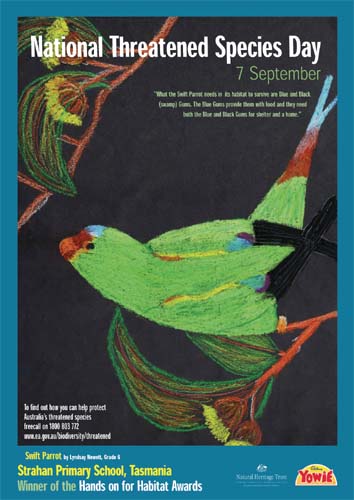 National Threatened Species Day
7 September
"What the Swift Parrot needs in its habitat to survive are Blue and Black
(swamp) Gums. The Blue Gums provide them with food and they need
both the Blue and Black Gums for shelter and a home."
To find out how you can help protect
Australia's threatened species
freecall on 1800 803 772
www.ea.gov.au/biodiversity/threatened
Swift Parrot by Lyndsay Newett, Grade 6
Strahan Primary School, Tasmania
Winner of the Hands on for Habitat Awards
Natural Heritage Trust
Cadbury
YOWIE